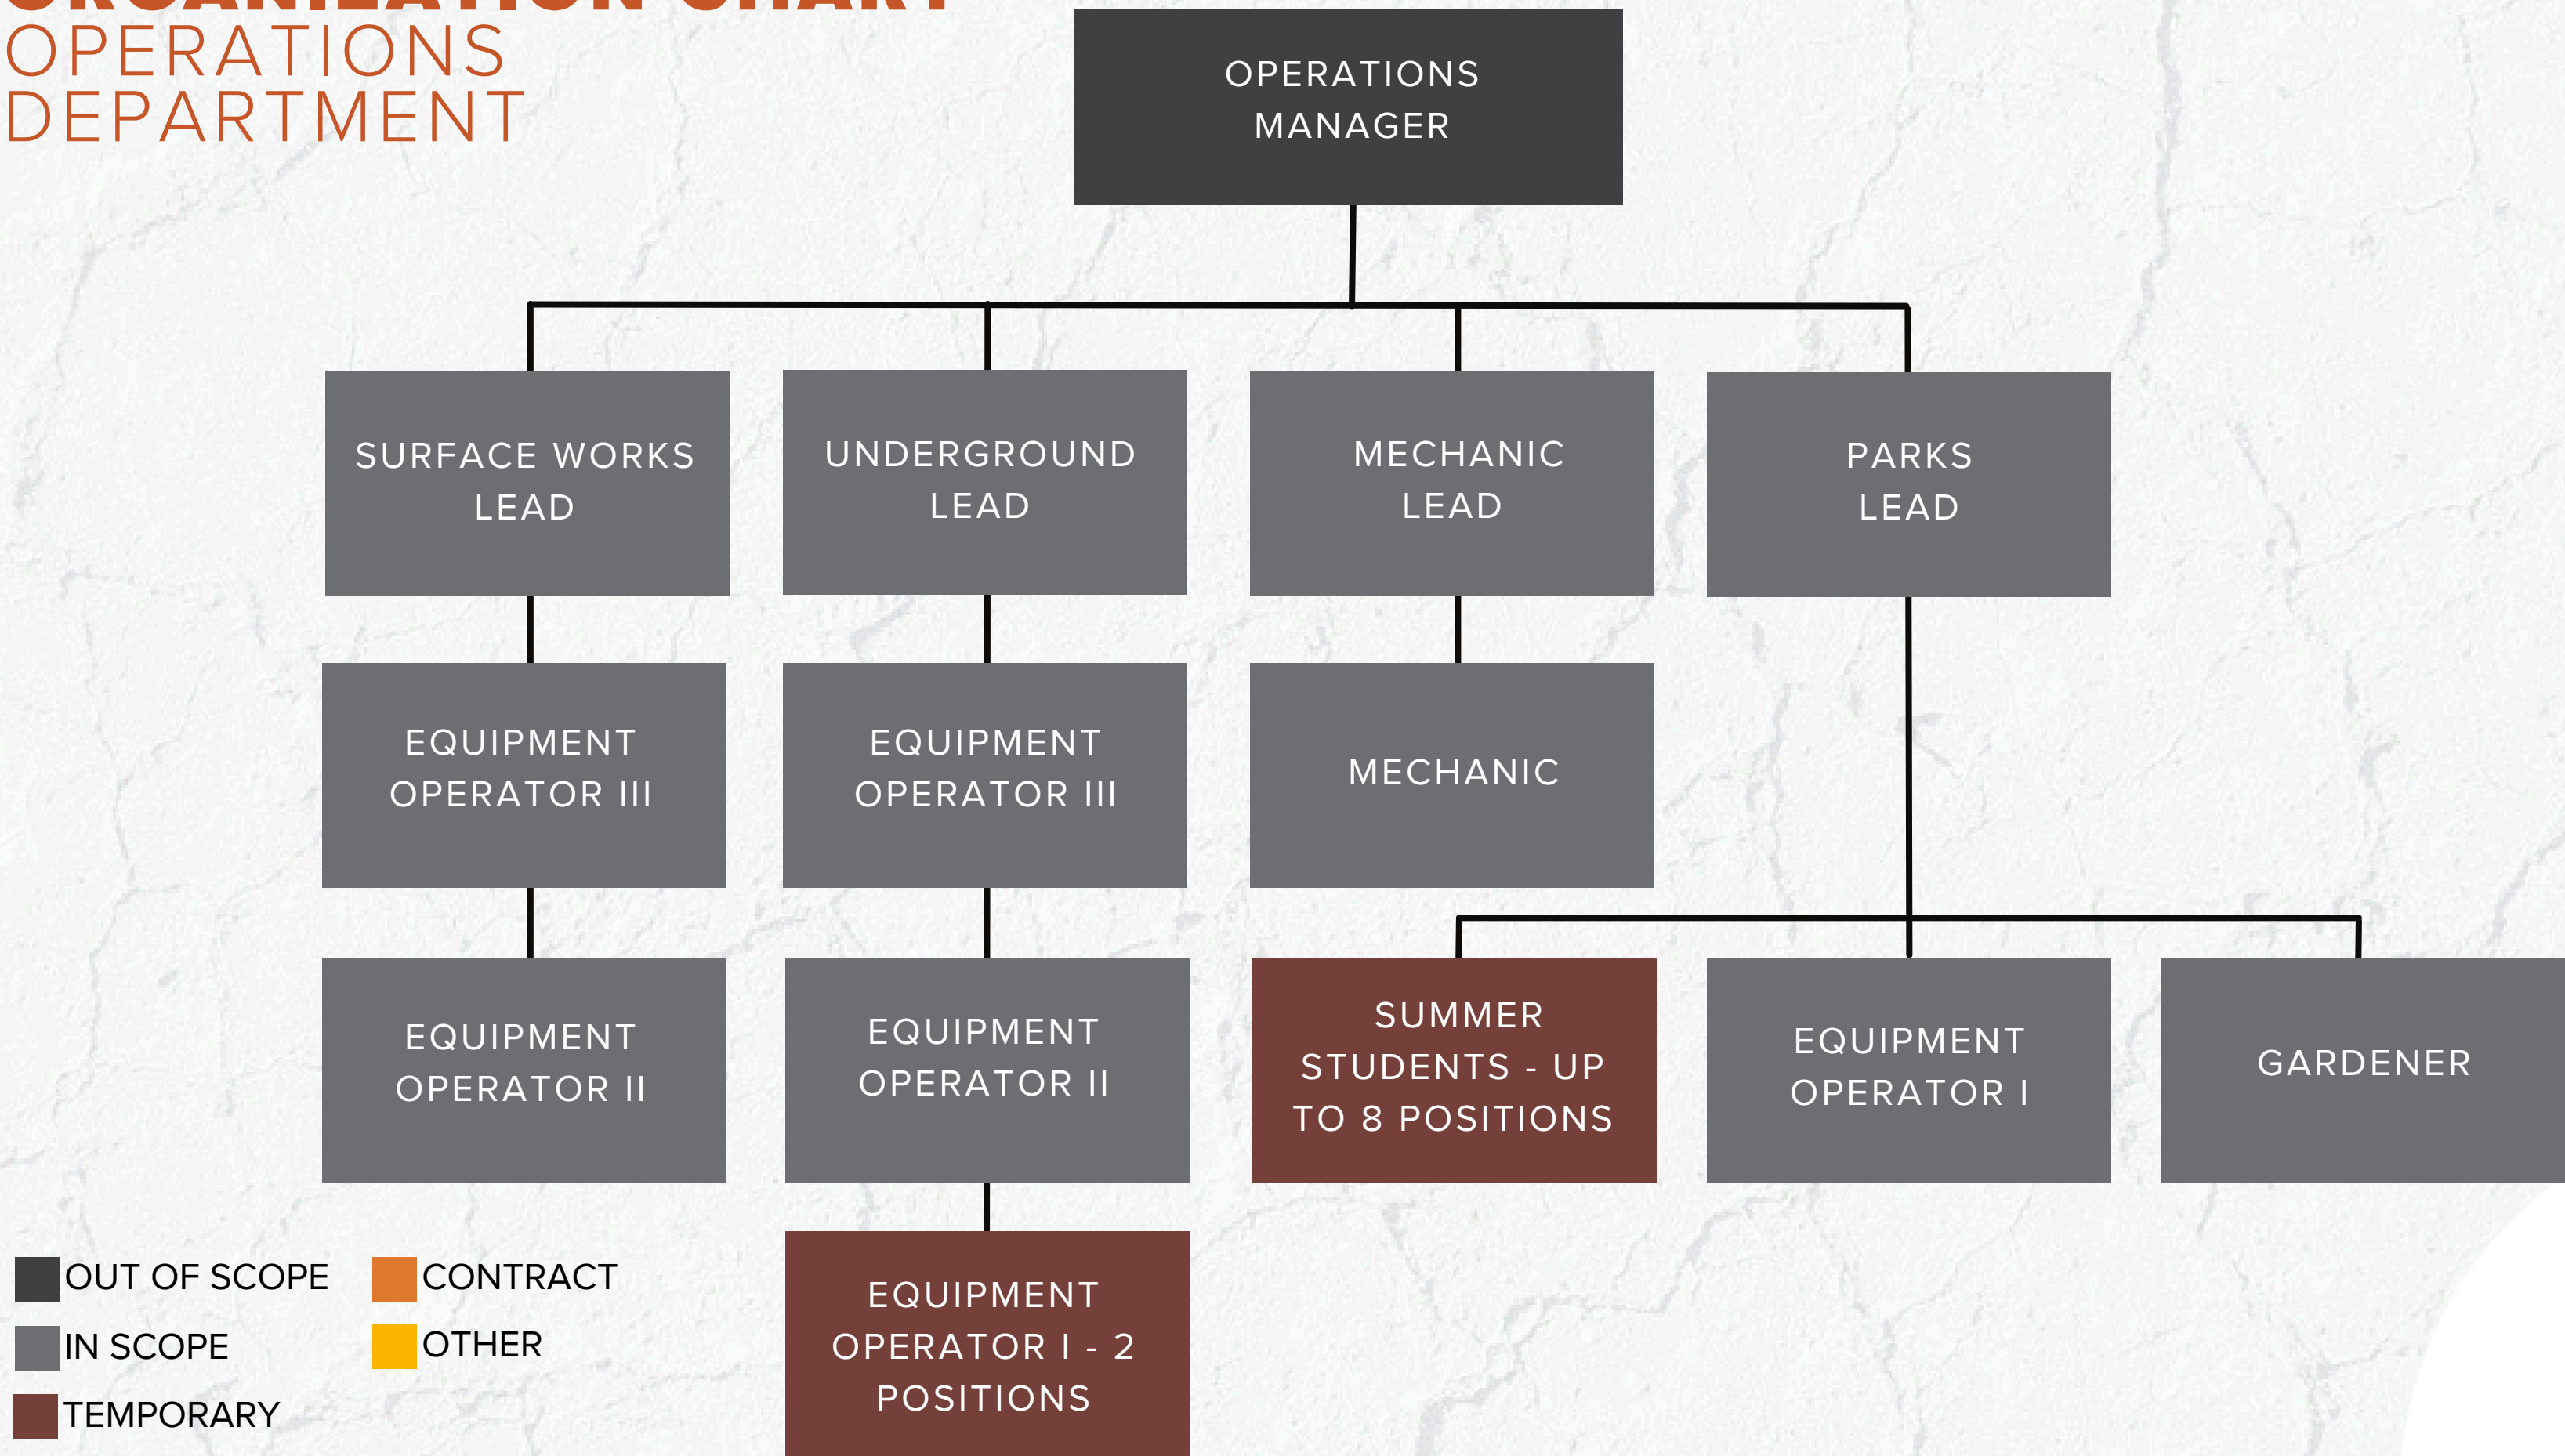 ORGANIZATION CHART
OPERATIONS
DEPARTMENT
OPERATIONS
MANAGER
SURFACE WORKS
LEAD
UNDERGROUND
LEAD
MECHANIC
LEAD
PARKS
LEAD
EQUIPMENT
OPERATOR III
EQUIPMENT
OPERATOR III
MECHANIC
EQUIPMENT
OPERATOR II
EQUIPMENT
OPERATOR II
SUMMER
STUDENTS - UP
TO 8 POSITIONS
EQUIPMENT
OPERATOR I
GARDENER
EQUIPMENT
OPERATOR I - 2
POSITIONS
OUT OF SCOPE
IN SCOPE
TEMPORARY
CONTRACT
OTHER